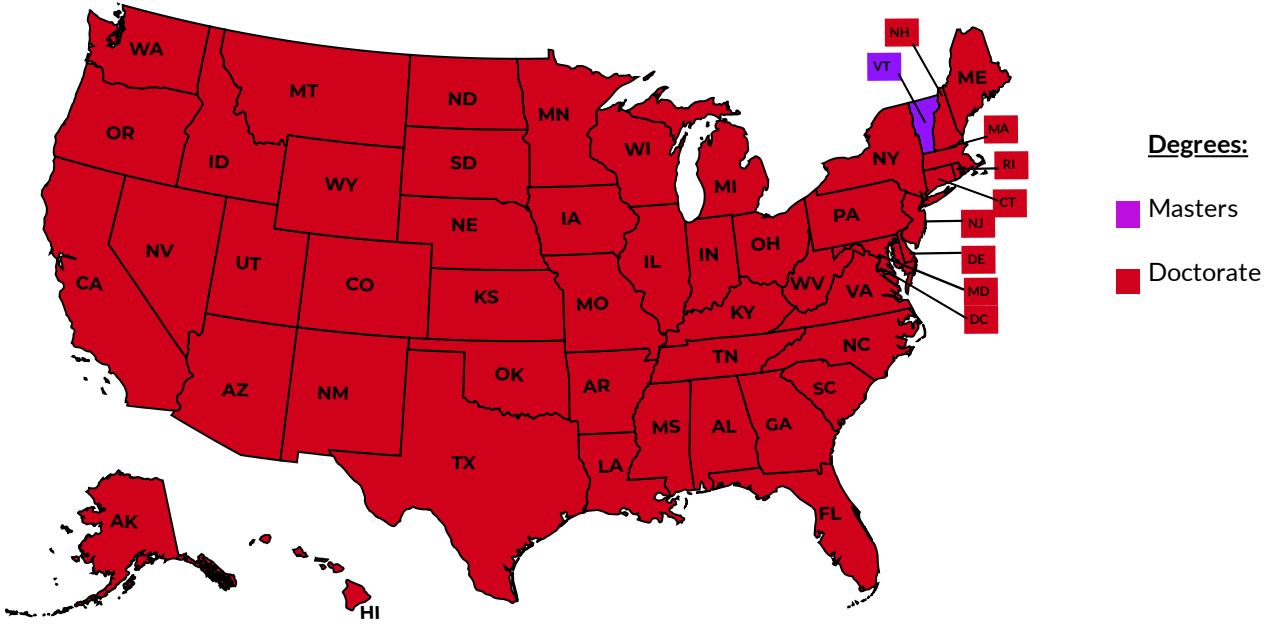 WA
MT
ND
MN
OR
ID
SD
WI
WY
MI
NE
IA
NV
UT
CO
CA
KS
MO
IL
IN
OH
PA
NY
ME
NH
VT
MA
RI
CT
NJ
DE
MD
DC
WV
VA
KY
NC
TN
SC
AZ
NM
OK
AR
MS
AL
GA
TX
LA
FL
AK
HI
Degrees:
Masters
Doctorate